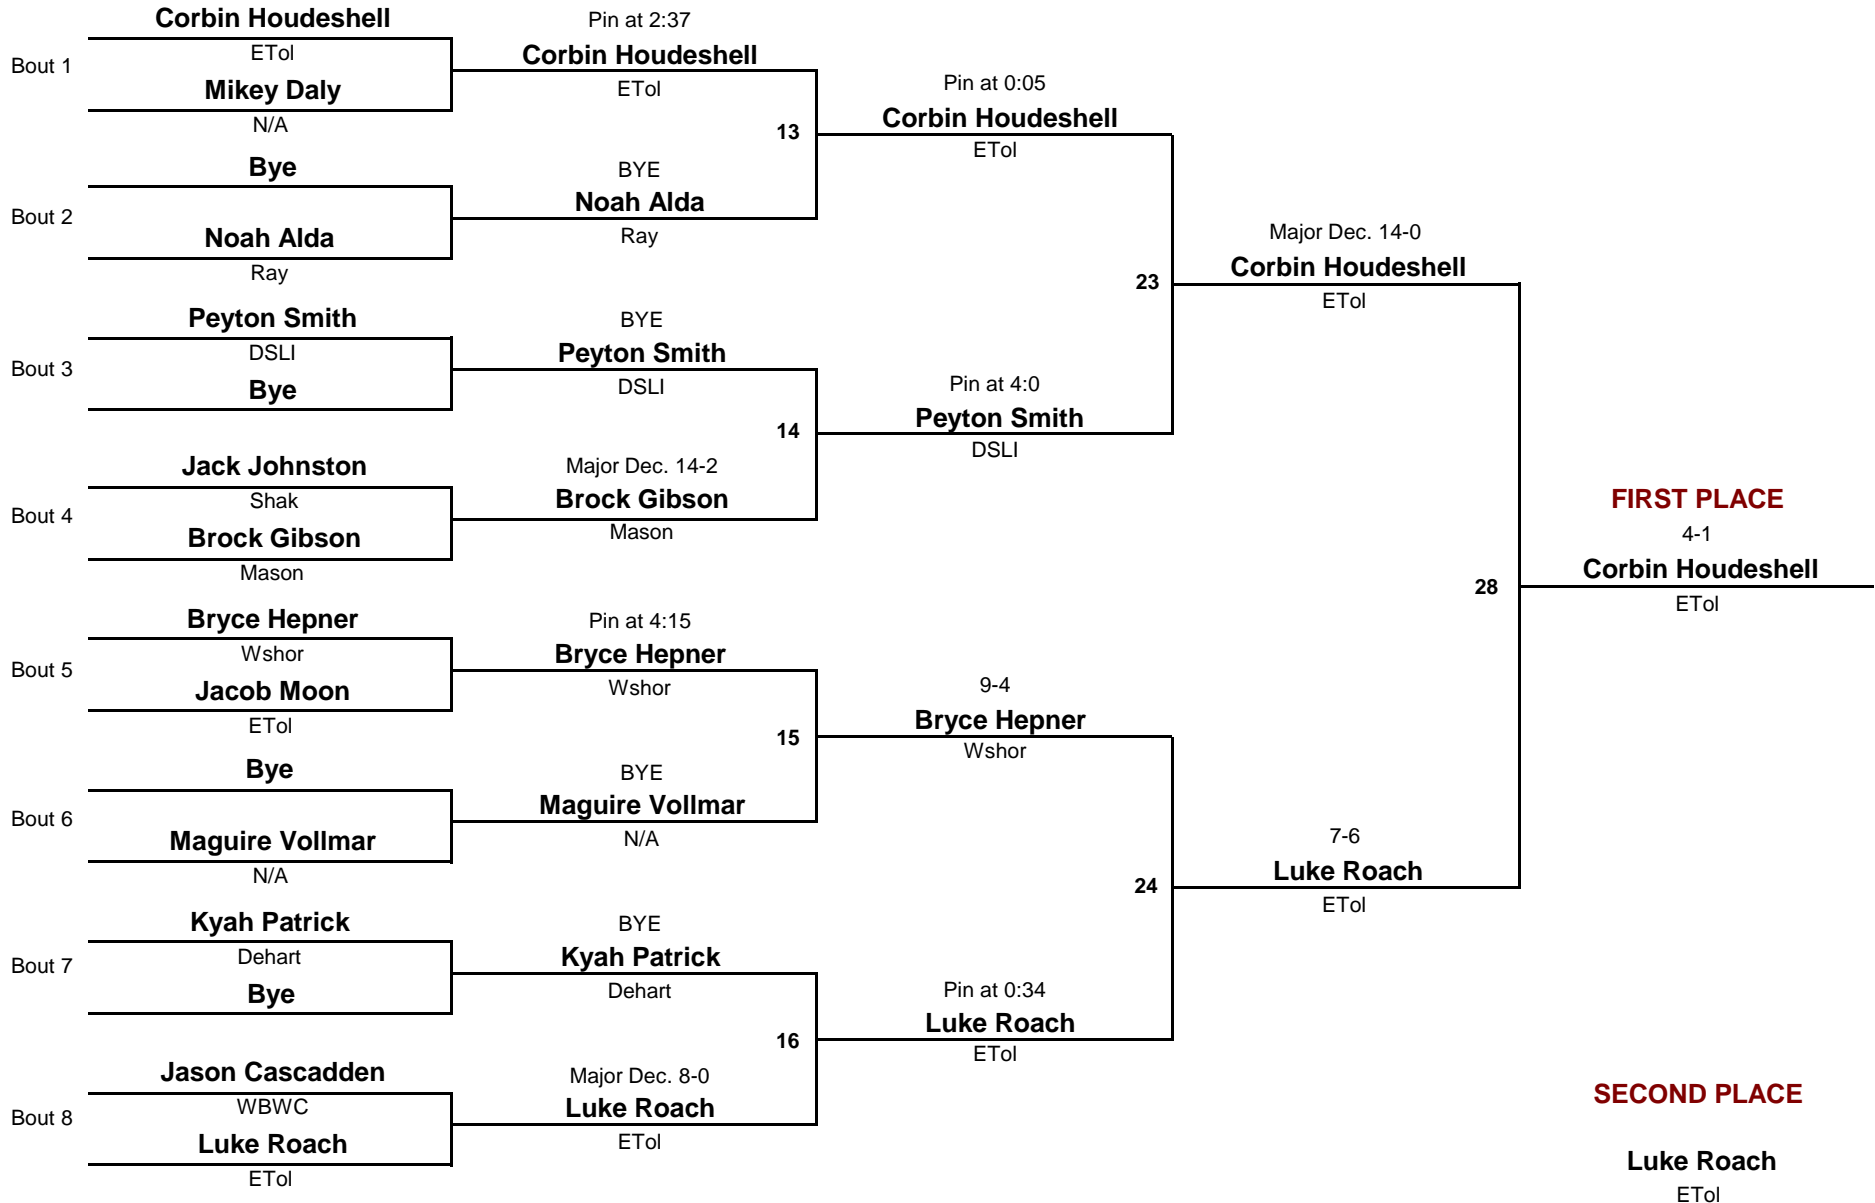 Corbin Houdeshell
Bout 1
ETol
Mikey Daly
N/A
Bye
Bout 2
Noah Alda
Ray
Peyton Smith
Bout 3
DSLI
Bye
Jack Johnston
Bout 4
Shak
Brock Gibson
Mason
Bryce Hepner
Bout 5
Wshor
Jacob Moon
ETol
Bye
Bout 6
Maguire Vollmar
N/A
Kyah Patrick
Bout 7
Dehart
Bye
Jason Cascadden
Bout 8
WBWC
Luke Roach
ETol
Pin at 2:37
Corbin Houdeshell
ETol
13
BYE
Noah Alda
Ray
BYE
Peyton Smith
DSLI
14
Major Dec. 14-2
Brock Gibson
Mason
Pin at 4:15
Bryce Hepner
Wshor
15
BYE
Maguire Vollmar
N/A
BYE
Kyah Patrick
Dehart
16
Major Dec. 8-0
Luke Roach
ETol
Pin at 0:05
Corbin Houdeshell
ETol
23
Pin at 4:0
Peyton Smith
DSLI
9-4
Bryce Hepner
Wshor
24
Pin at 0:34
Luke Roach
ETol
Major Dec. 14-0
Corbin Houdeshell
ETol
28
7-6
Luke Roach
ETol
FIRST PLACE
4-1
Corbin Houdeshell
ETol
SECOND PLACE
Luke Roach
ETol